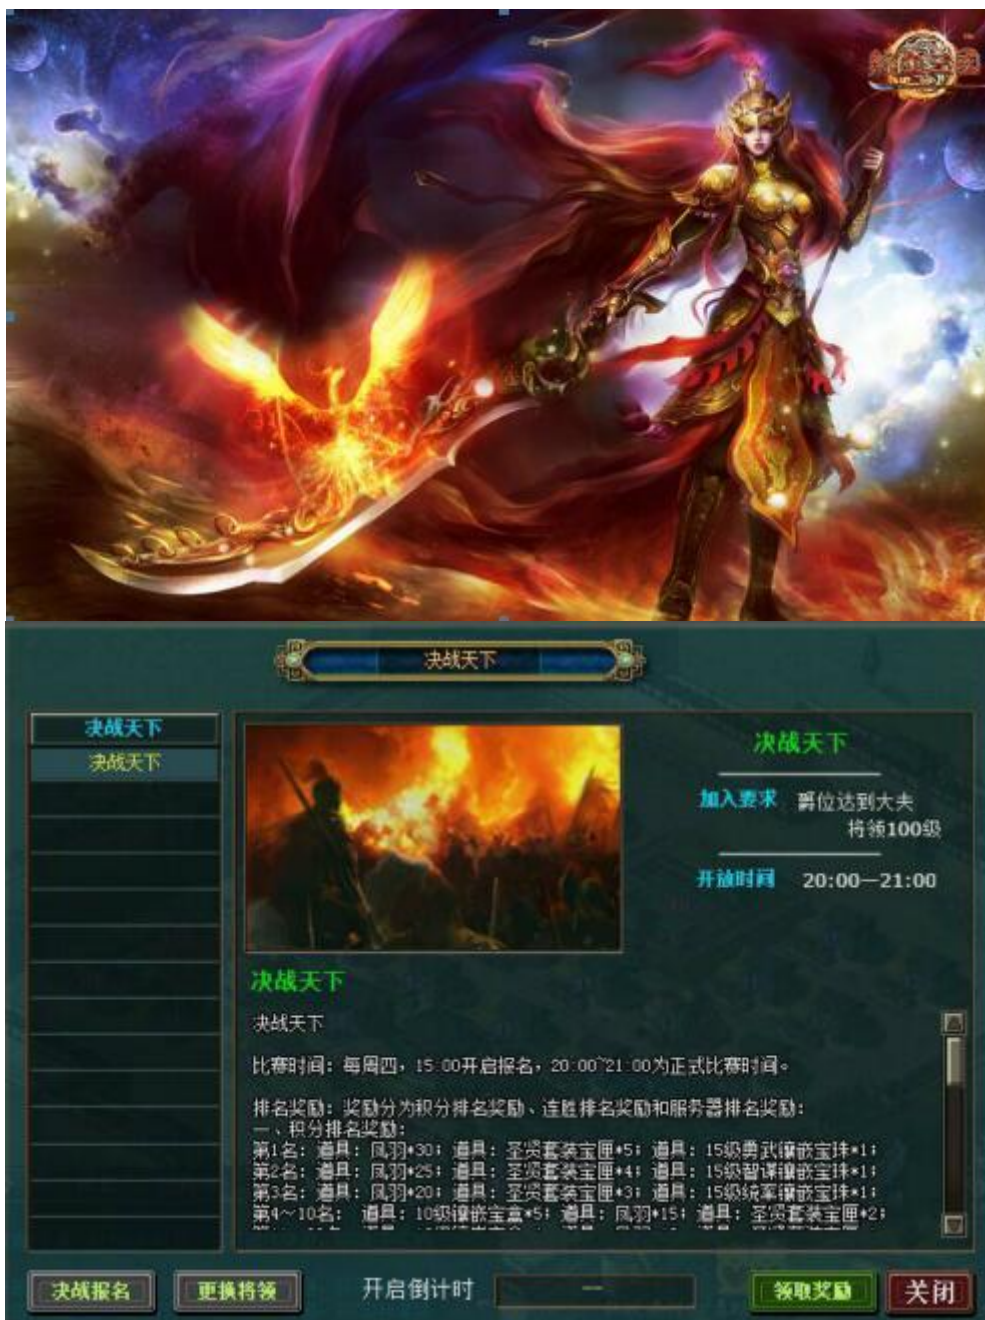 决战天下
决战天下
决战天下
决战天下
加入要求 爵位达到大夫
将领100级
开放时间 20:00—21:00
决战天下
决战天下
比赛时间：每周四，15:00开启报名，20:00~21:00为正式比赛时间。
排名奖励：奖励分为积分排名奖励、连胜排名奖励和服务器排名奖励：
一、积分排名奖励：
第1名：道具：凤羽*30；道具：圣贤套装宝匣*5；道具：15级勇武镶嵌宝珠*1；
第2名：道具：凤羽*25；道具：圣贤套装宝匣*4；道具：15级智谋镶嵌宝珠*1；
第3名：道具：凤羽*20；道具：圣贤套装宝匣*3；道具：15级统率镶嵌宝珠*1；
第4～10名： 道具：10级镶嵌宝盒*5；道具：凤羽*15；道具：圣贤套装宝匣*2；
决战报名 更换将领 开启倒计时 — 领取奖励 关闭